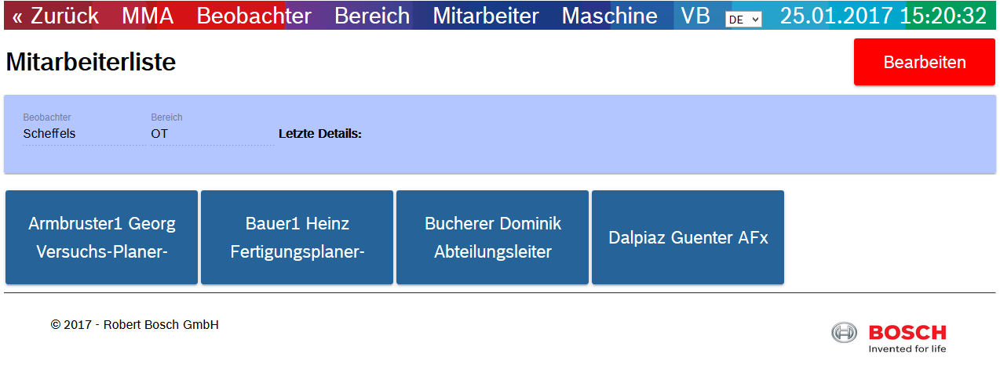 « Zurück MMA Beobachter Bereich Mitarbeiter Maschine VB DE 25.01.2017 15:20:32
Mitarbeiterliste
Bearbeiten
Beobachter Bereich
Scheffels OT Letzte Details:
Armbruster1 Georg
Versuchs-Planer-
Bauer1 Heinz
Fertigungsplaner-
Bucherer Dominik
Abteilungsleiter
Dalpiaz Guenter AFx
© 2017 - Robert Bosch GmbH
BOSCH
Invented for life